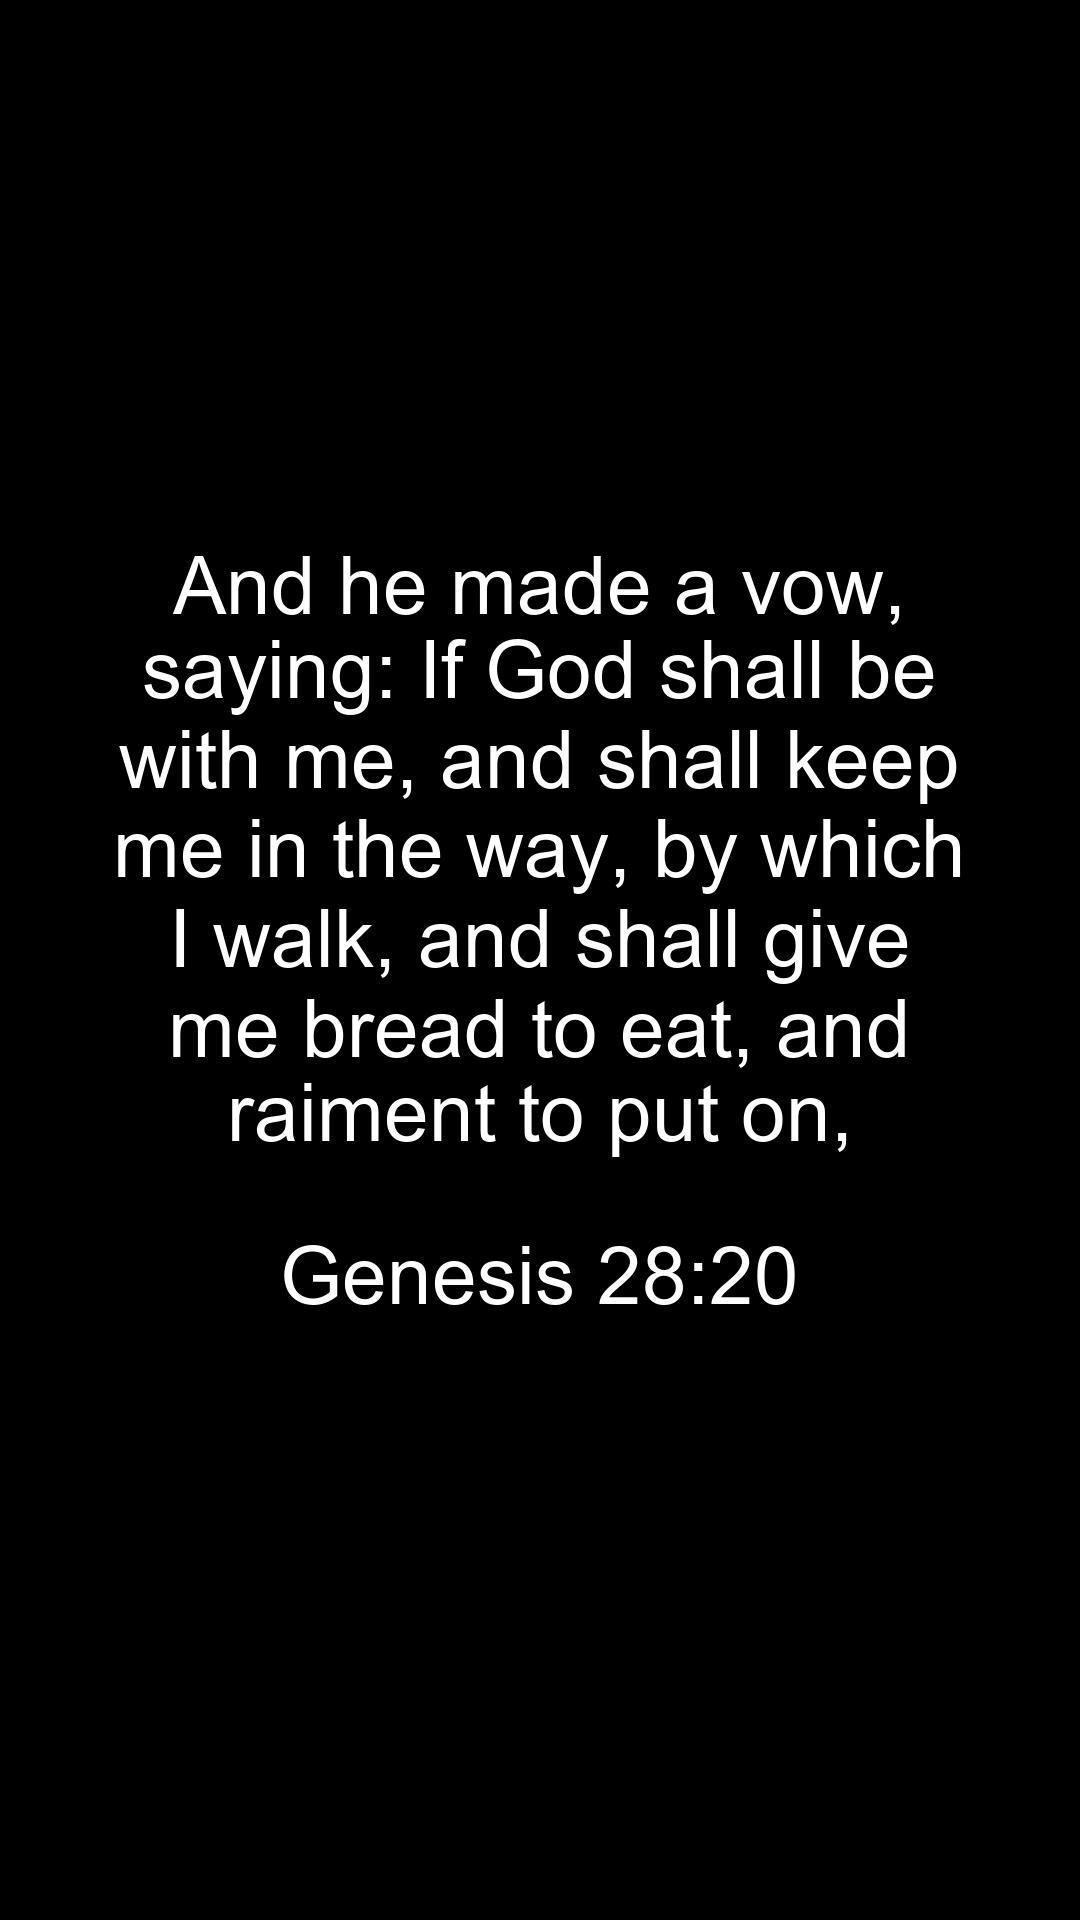 And he made a vow,
saying: If God shall be
with me, and shall keep
me in the way, by which
I walk, and shall give
me bread to eat, and
raiment to put on,
Genesis 28:20